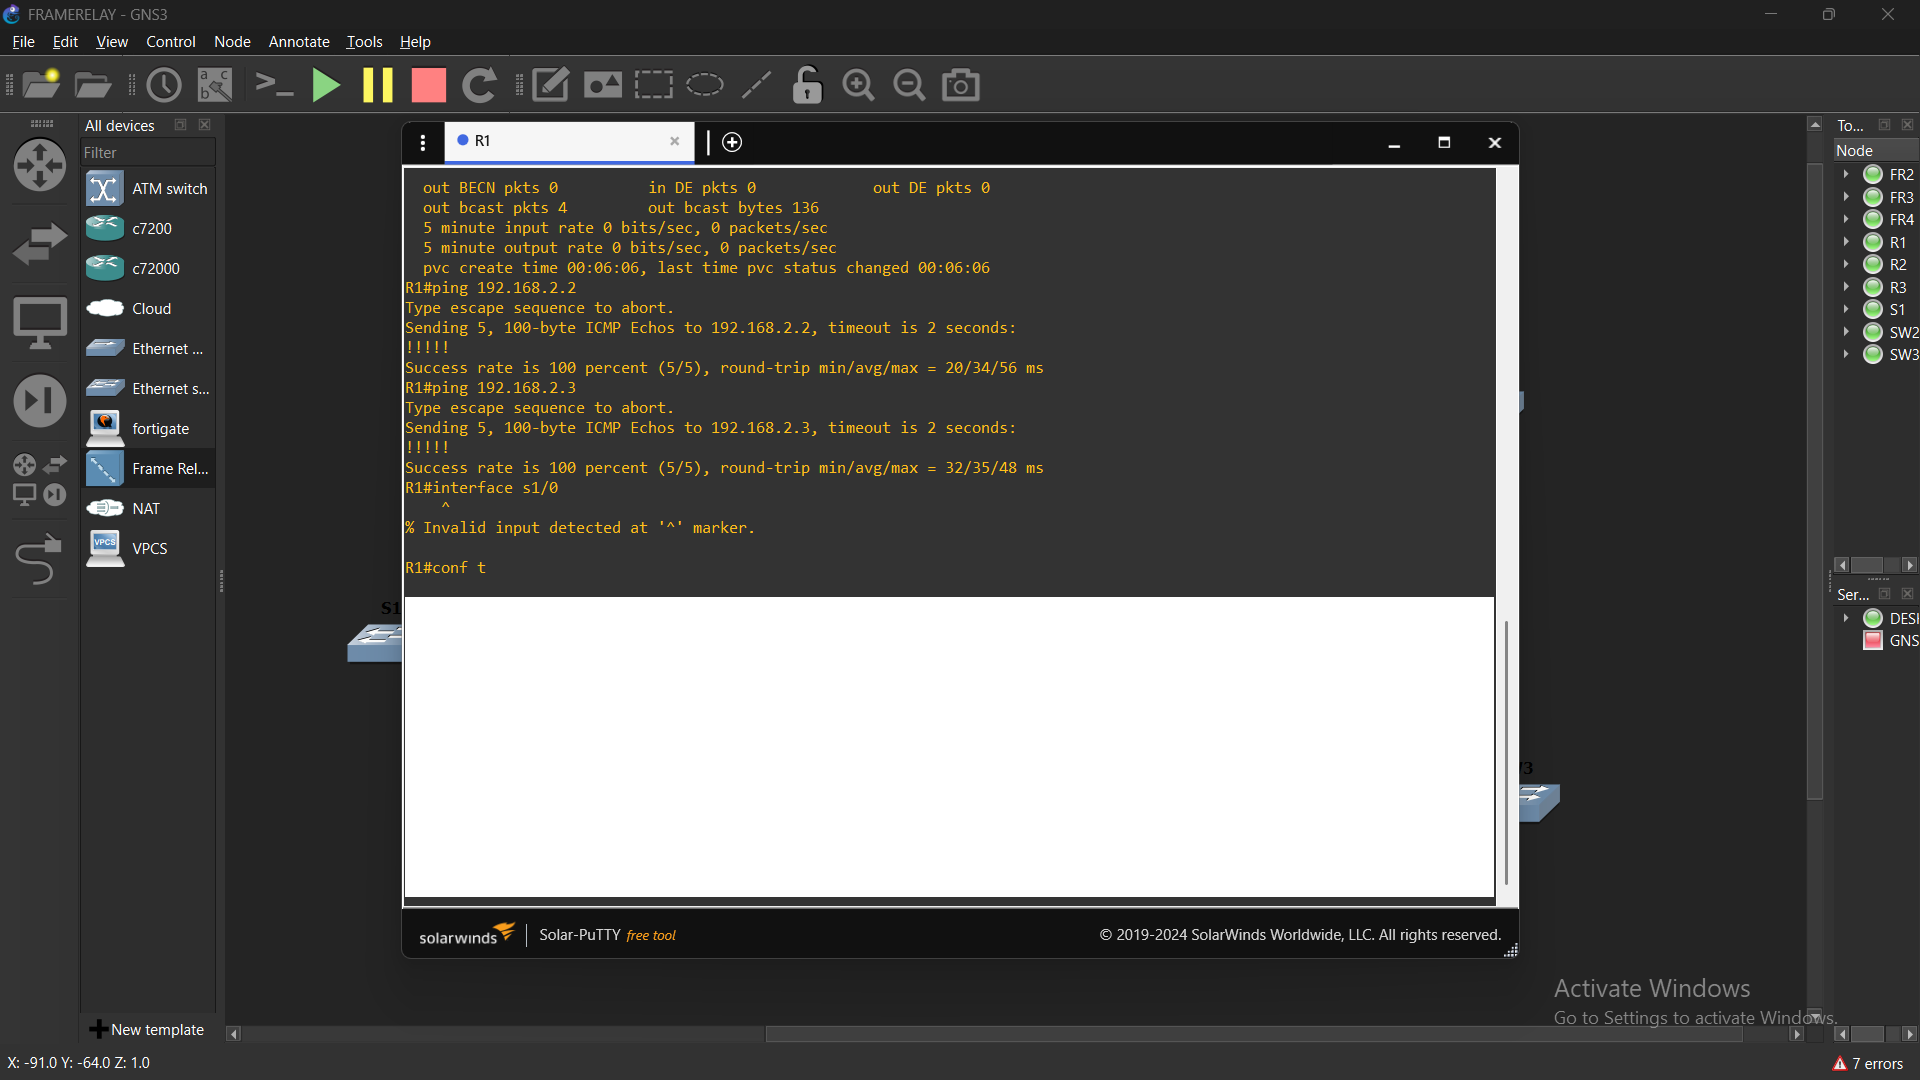 FRAMERELAY - GNS3
File Edit View Control Node Annotate Tools Help
All devices
Filter
ATM switch
c7200
c72000
Cloud
Ethernet ...
Ethernet s...
fortigate
Frame Rel...
NAT
VPCS
New template
S1
R1
out BECN pkts 0 in DE pkts 0 out DE pkts 0
out bcast pkts 4 out bcast bytes 136
5 minute input rate 0 bits/sec, 0 packets/sec
5 minute output rate 0 bits/sec, 0 packets/sec
pvc create time 00:06:06, last time pvc status changed 00:06:06
R1#ping 192.168.2.2
Type escape sequence to abort.
Sending 5, 100-byte ICMP Echos to 192.168.2.2, timeout is 2 seconds:
!!!!!
Success rate is 100 percent (5/5), round-trip min/avg/max = 20/34/56 ms
R1#ping 192.168.2.3
Type escape sequence to abort.
Sending 5, 100-byte ICMP Echos to 192.168.2.3, timeout is 2 seconds:
!!!!!
Success rate is 100 percent (5/5), round-trip min/avg/max = 32/35/48 ms
R1#interface s1/0
^
% Invalid input detected at '^' marker.
R1#conf t
solarwinds Solar-PuTTY free tool © 2019-2024 SolarWinds Worldwide, LLC. All rights reserved.
3
To...
Node
FR2
FR3
FR4
R1
R2
R3
S1
SW2
SW3
Ser...
DESI
GNS
Activate Windows
Go to Settings to activate Windows.
X: -91.0 Y: -64.0 Z: 1.0
7 errors